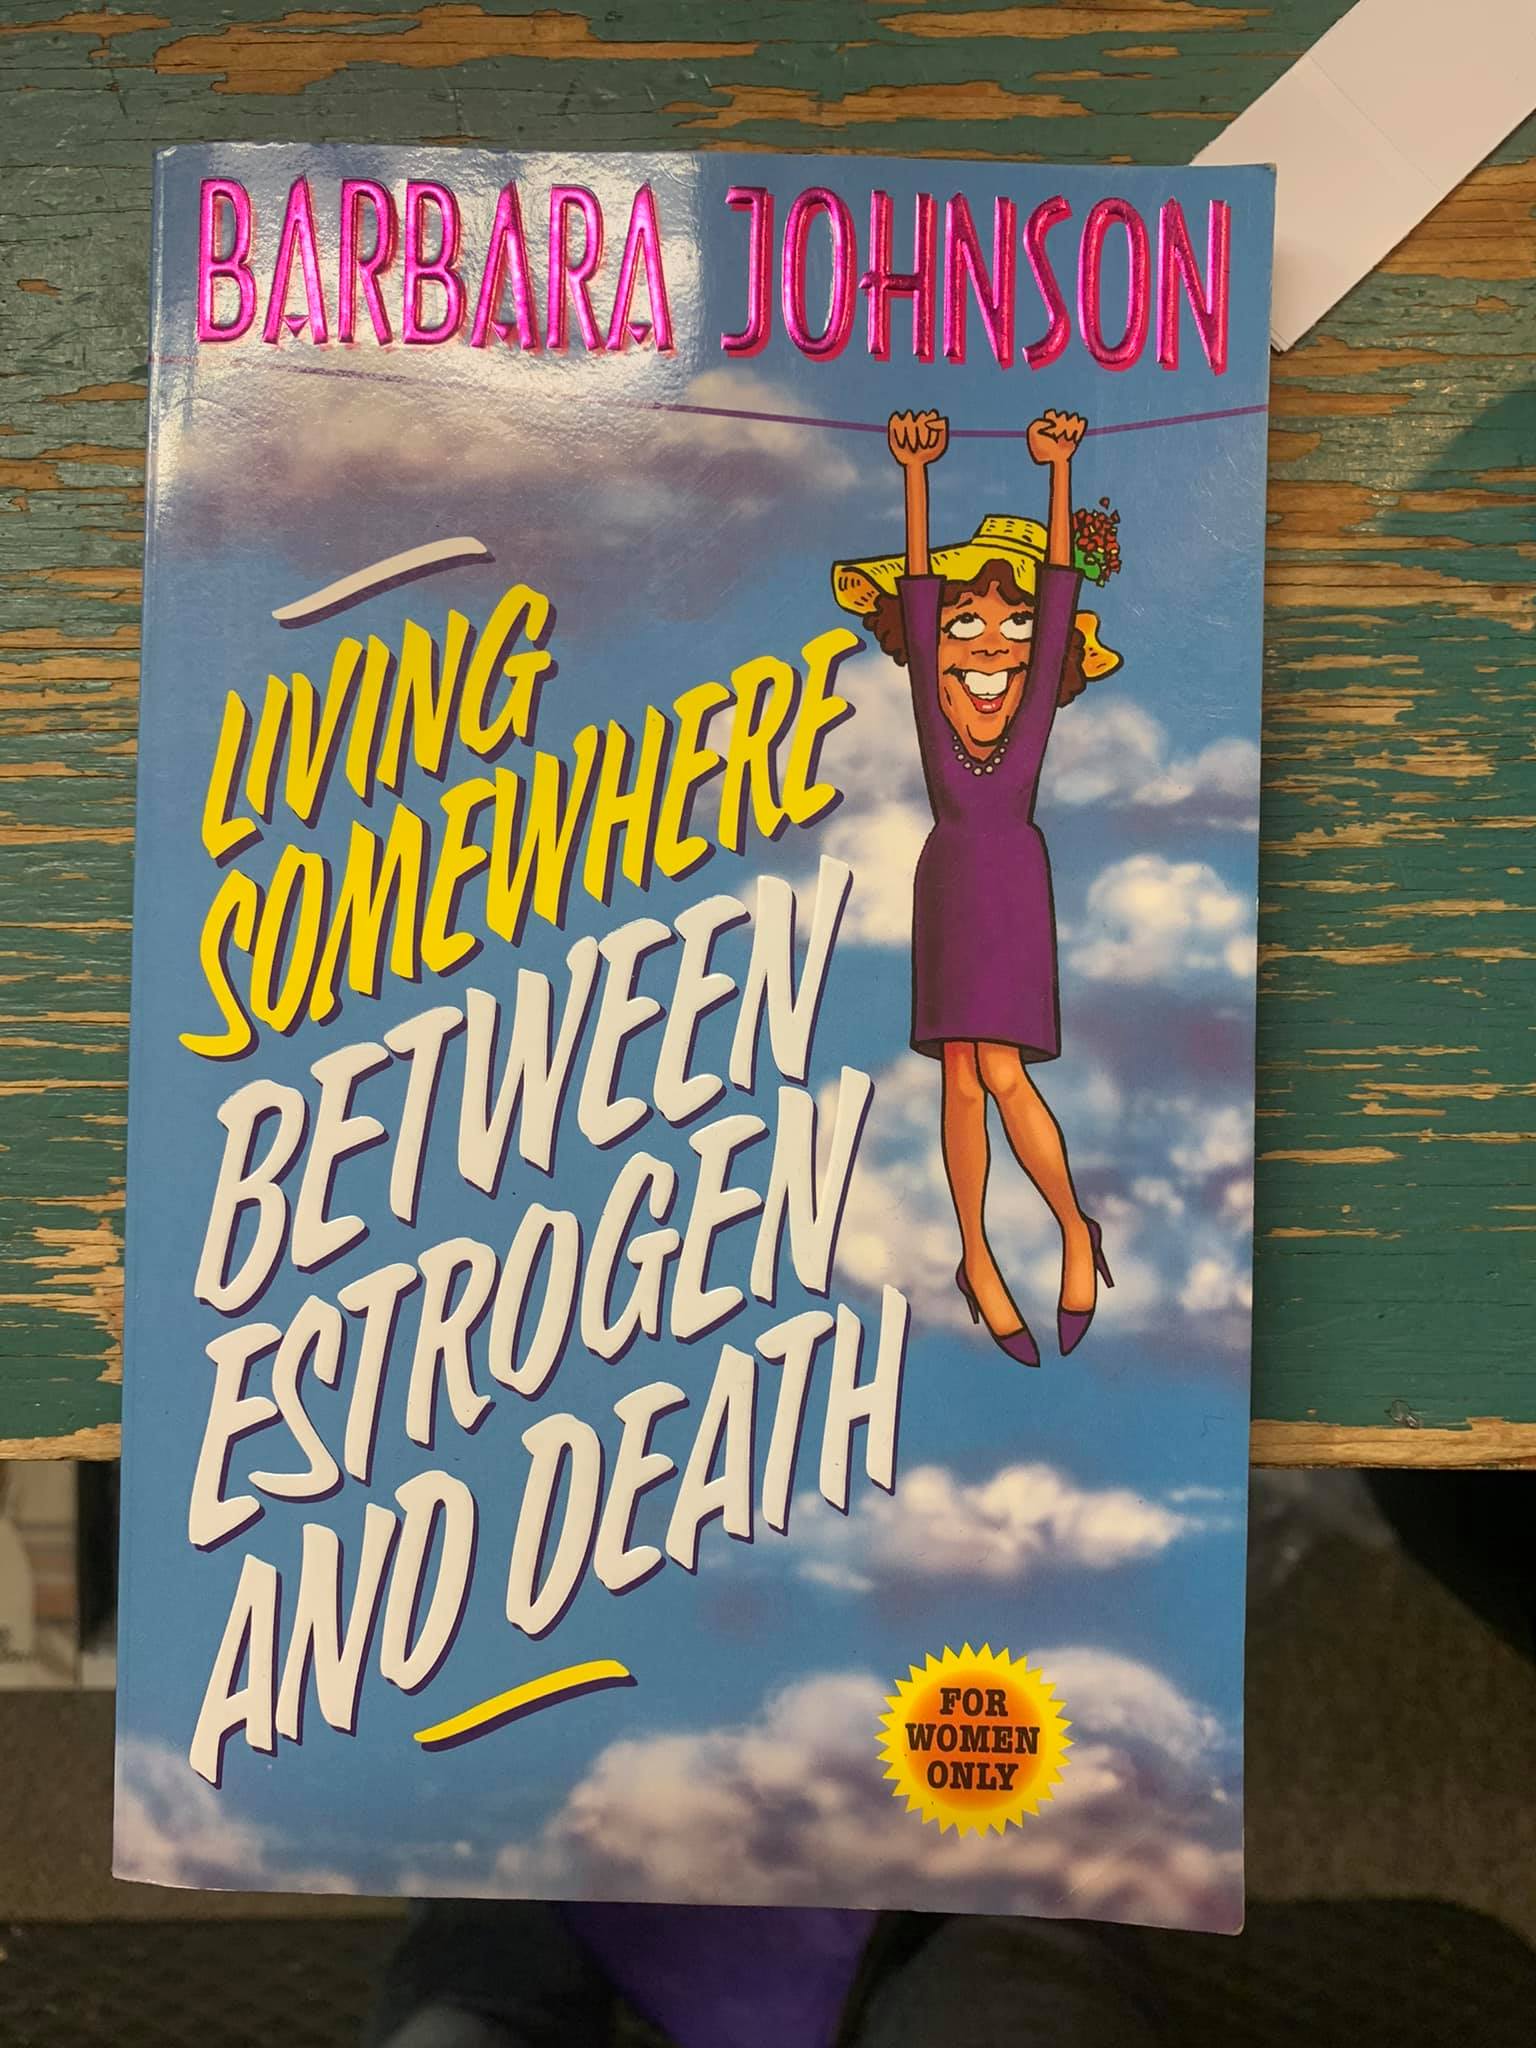 BARBARA JOHNSON
LIVING
SOMEWHERE
BETWEEN
ESTROGEN
AND DEATH
FOR
WOMEN
ONLY